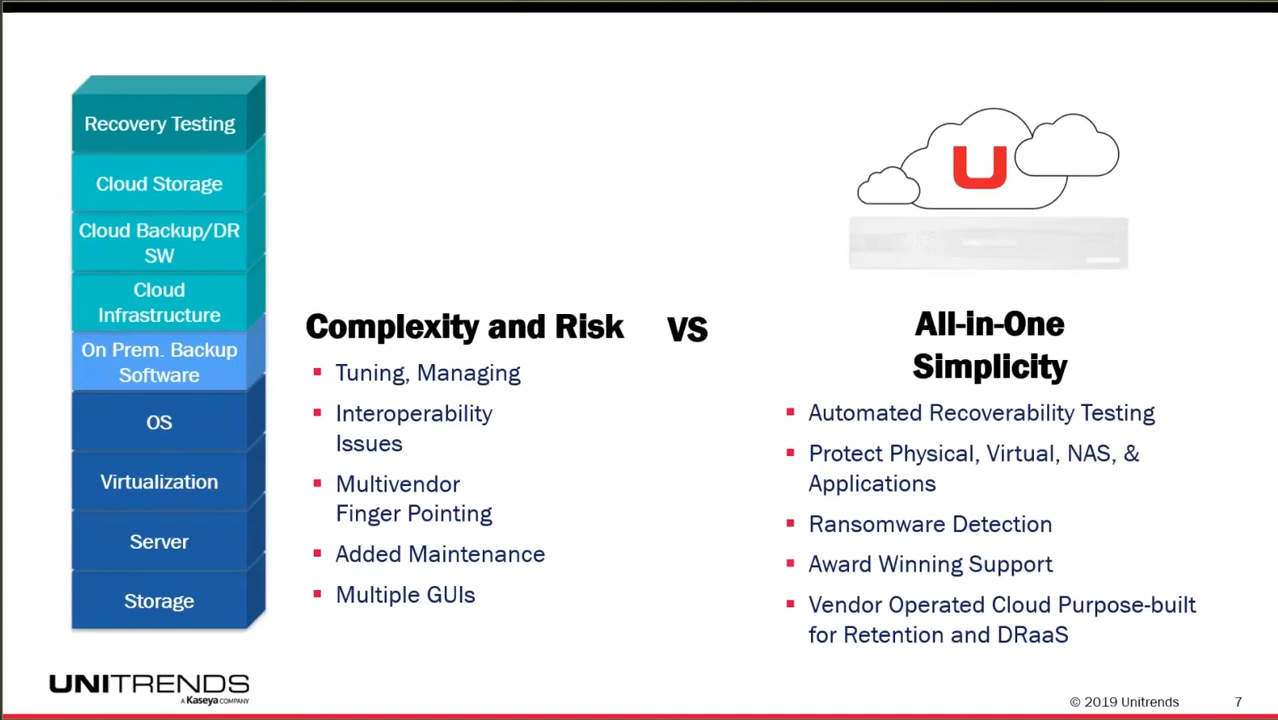 Recovery Testing
Cloud Storage
Cloud Backup/DR
SW
Cloud
Infrastructure
On Prem. Backup
Software
OS
Virtualization
Server
Storage
Complexity and Risk
▪ Tuning, Managing
▪ Interoperability
Issues
▪ Multivendor
Finger Pointing
▪ Added Maintenance
▪ Multiple GUIs
VS
U
All-in-One
Simplicity
▪ Automated Recoverability Testing
▪ Protect Physical, Virtual, NAS, &
Applications
▪ Ransomware Detection
▪ Award Winning Support
▪ Vendor Operated Cloud Purpose-built
for Retention and DRaaS
UNITRENDS
A Kaseya COMPANY
© 2019 Unitrends 7